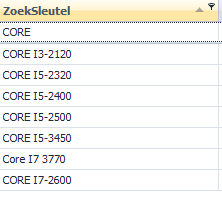 ZoekSleutel
CORE
CORE I3-2120
CORE I5-2320
CORE I5-2400
CORE I5-2500
CORE I5-3450
Core I7 3770
CORE I7-2600